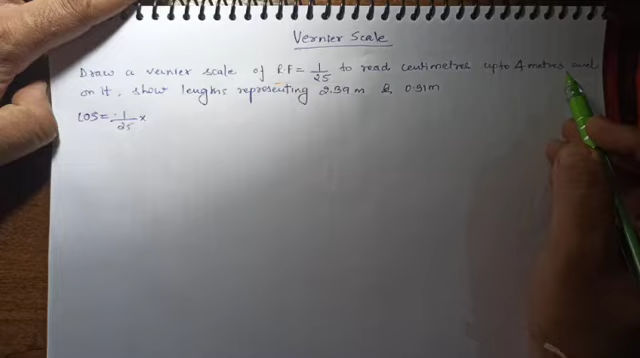 Vernier Scale
Draw a vernier scale of R.F = 1/25 to read centimetres upto 4 metres and
on it, show lengths representing 2.39 m & 0.91m
LOS = 1/25 x